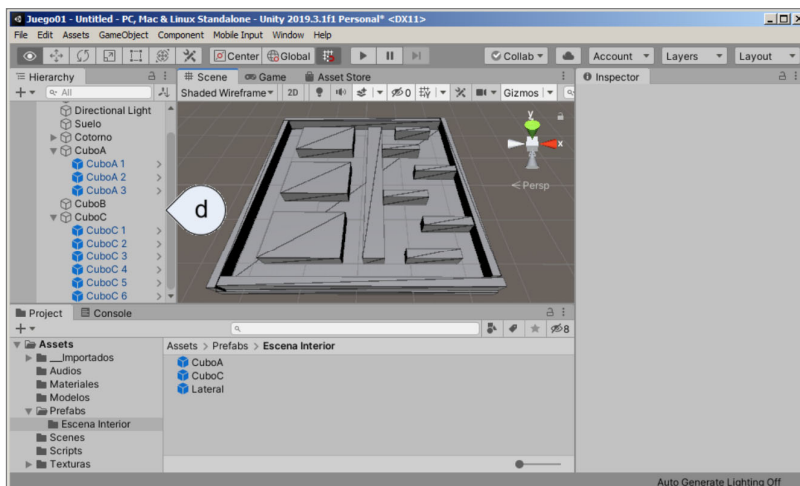 Juego01 - Untitled - PC, Mac & Linux Standalone - Unity 2019.3.1f1 Personal* <DX11>
File Edit Assets GameObject Component Mobile Input Window Help
Center Global Collab Account Layers Layout
Hierarchy Scene Game Asset Store Inspector
All Shaded Wireframe 2D 0 Gizmos
Directional Light
Suelo
Cotorno
CuboA
CuboA 1
CuboA 2
CuboA 3
CuboB
CuboC
CuboC 1
CuboC 2
CuboC 3
CuboC 4
CuboC 5
CuboC 6
d
y
x
< Persp
Project Console
8
Assets
__Importados
Audios
Materiales
Modelos
Prefabs
Escena Interior
Scenes
Scripts
Texturas
Assets > Prefabs > Escena Interior
CuboA
CuboC
Lateral
Auto Generate Lighting Off